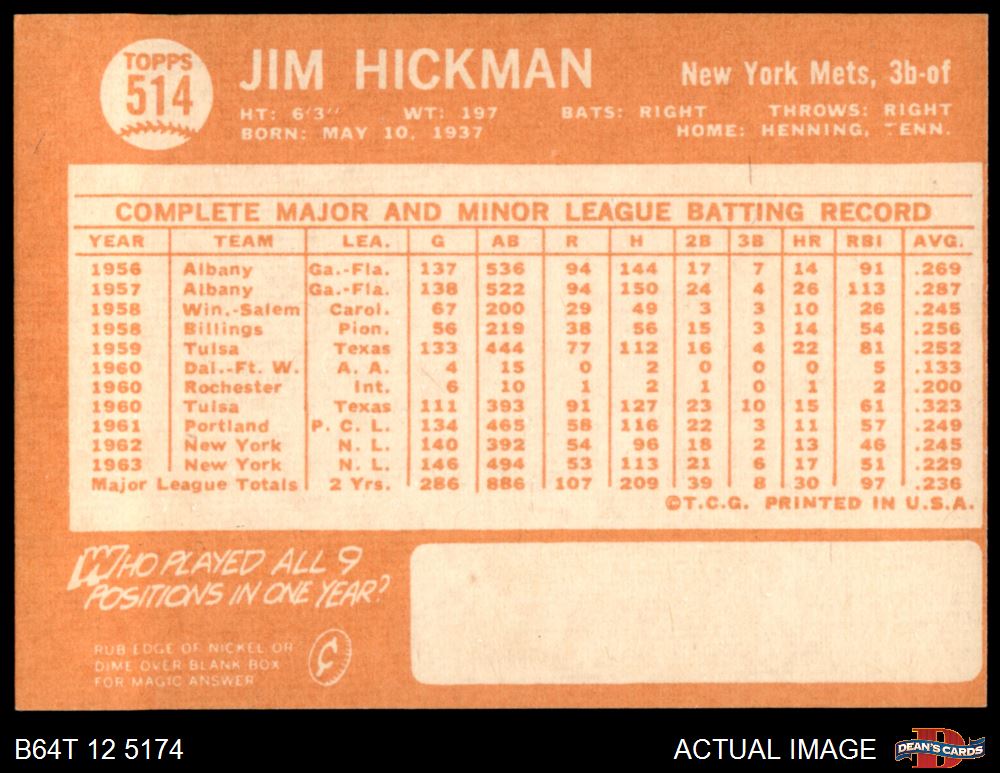 TOPPS
514
JIM HICKMAN
New York Mets, 3b-of
HT: 6'3" WT: 197 BATS: RIGHT THROWS: RIGHT
BORN: MAY 10, 1937 HOME: HENNING, TENN.
COMPLETE MAJOR AND MINOR LEAGUE BATTING RECORD
YEAR TEAM LEA. G AB R H 2B 3B HR RBI AVG.
1956 Albany Ga.-Fla. 137 536 94 144 17 7 14 91 .269
1957 Albany Ga.-Fla. 138 522 94 150 24 4 26 113 .287
1958 Win.-Salem Carol. 67 200 29 49 3 3 10 26 .245
1958 Billings Pion. 56 219 38 56 15 3 14 54 .256
1959 Tulsa Texas 133 444 77 112 16 4 22 81 .252
1960 Dal.-Ft. W. A. A. 4 15 0 2 0 0 0 5 .133
1960 Rochester Int. 6 10 1 2 1 0 1 2 .200
1960 Tulsa Texas 111 393 91 127 23 10 15 61 .323
1961 Portland P. C. L. 134 465 58 116 22 3 11 57 .249
1962 New York N. L. 140 392 54 96 18 2 13 46 .245
1963 New York N. L. 146 494 53 113 21 6 17 51 .229
Major League Totals 2 Yrs. 286 886 107 209 39 8 30 97 .236
©T.C.G. PRINTED IN U.S.A.
WHO PLAYED ALL 9
POSITIONS IN ONE YEAR?
RUB EDGE OF NICKEL OR
DIME OVER BLANK BOX
FOR MAGIC ANSWER
¢
B64T 12 5174
ACTUAL IMAGE
D
DEAN'S CARDS